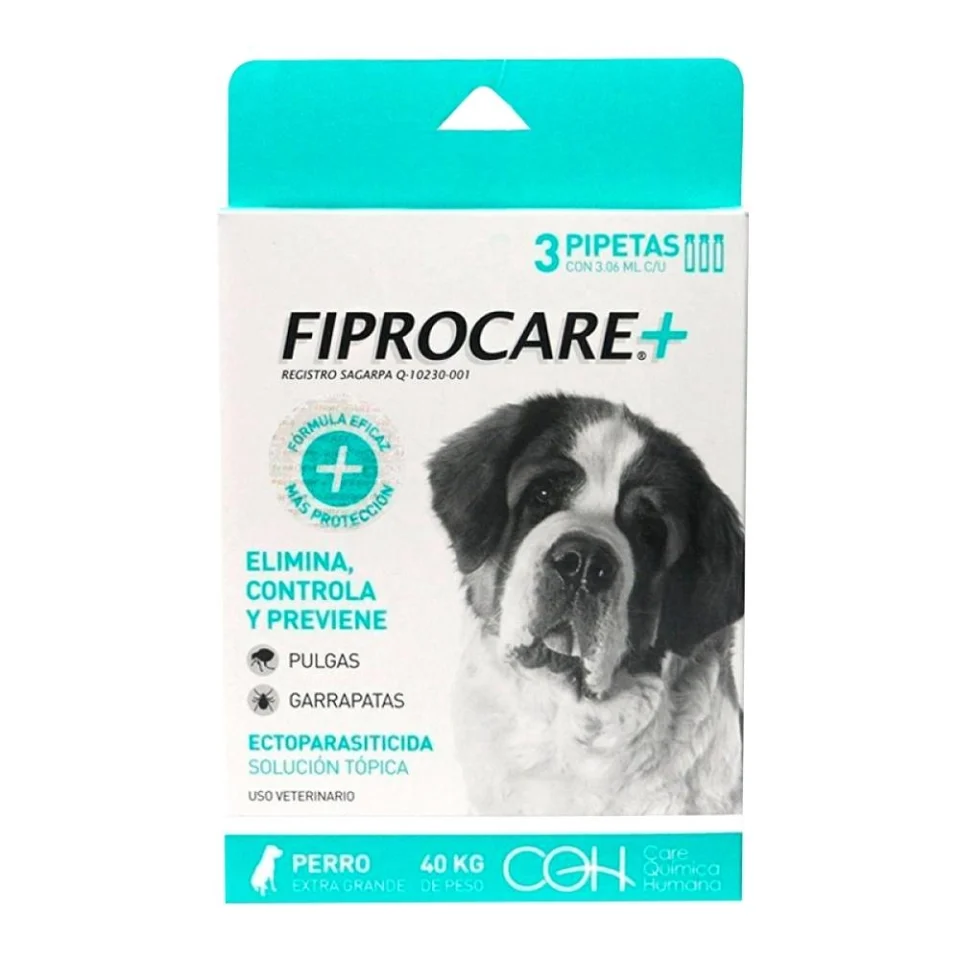 3 PIPETAS
CON 3.06 ML C/U
FIPROCARE®+
REGISTRO SAGARPA Q-10230-001
FÓRMULA EFICAZ
MÁS PROTECCIÓN
ELIMINA,
CONTROLA
Y PREVIENE
PULGAS
GARRAPATAS
ECTOPARASITICIDA
SOLUCIÓN TÓPICA
USO VETERINARIO
PERRO
EXTRA GRANDE
40 KG
DE PESO
CQH
Care
Química
Humana